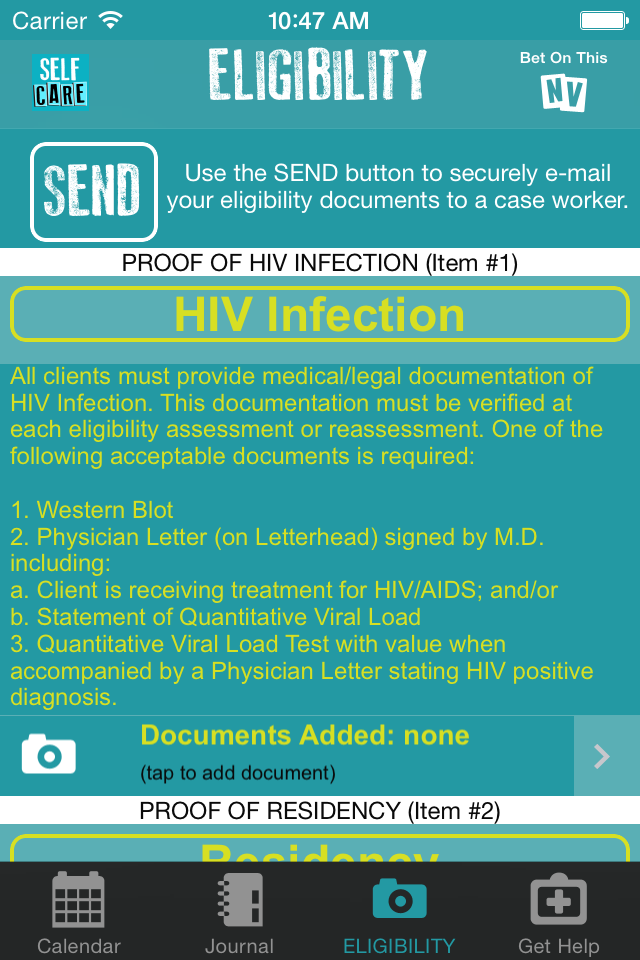 Carrier 10:47 AM
SELF CARE
ELIGIBILITY
Bet On This
NV
SEND
Use the SEND button to securely e-mail
your eligibility documents to a case worker.
PROOF OF HIV INFECTION (Item #1)
HIV Infection
All clients must provide medical/legal documentation of
HIV Infection. This documentation must be verified at
each eligibility assessment or reassessment. One of the
following acceptable documents is required:
1. Western Blot
2. Physician Letter (on Letterhead) signed by M.D.
including:
a. Client is receiving treatment for HIV/AIDS; and/or
b. Statement of Quantitative Viral Load
3. Quantitative Viral Load Test with value when
accompanied by a Physician Letter stating HIV positive
diagnosis.
Documents Added: none
(tap to add document)
PROOF OF RESIDENCY (Item #2)
Residency
Calendar Journal ELIGIBILITY Get Help